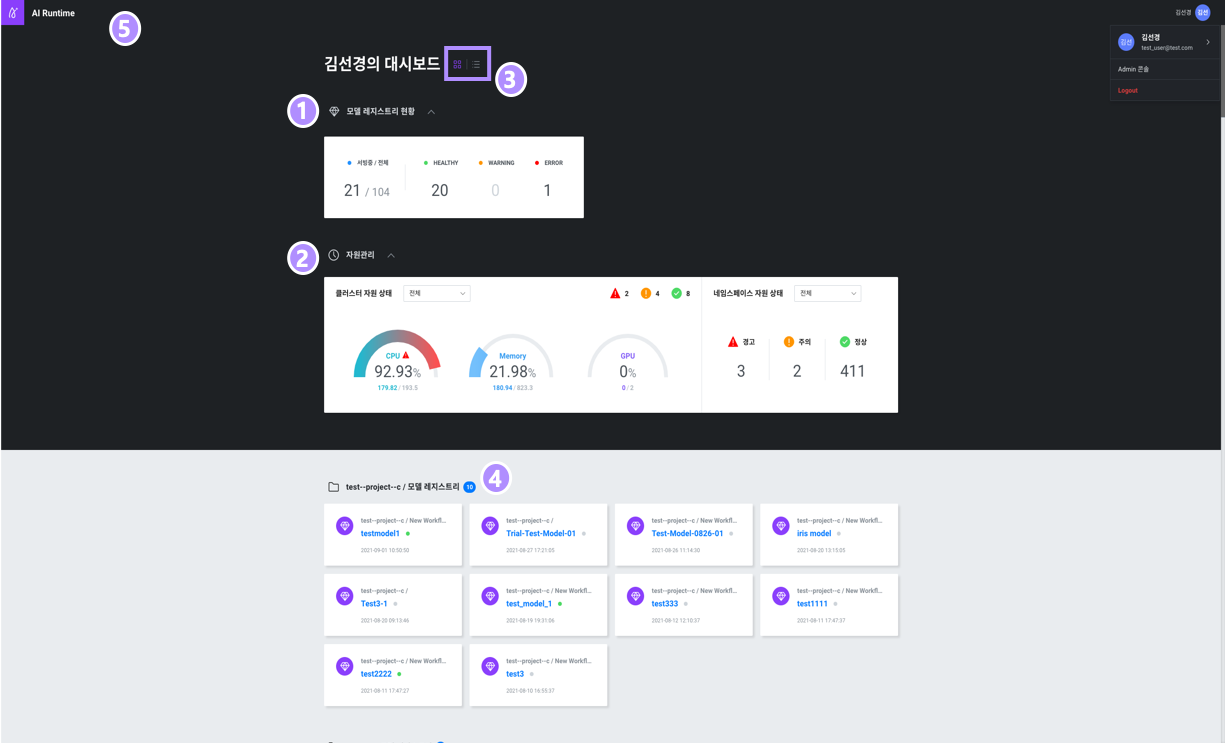 AI Runtime
5
김선경 김선
김선 김선경
test_user@test.com
Admin 콘솔
Logout
김선경의 대시보드
3
1 모델 레지스트리 현황
서빙중 / 전체 HEALTHY WARNING ERROR
21 / 104 20 0 1
2 자원관리
클러스터 자원 상태 전체 2 4 8 네임스페이스 자원 상태 전체
CPU Memory GPU 경고 주의 정상
92.93% 21.98% 0% 3 2 411
179.82 / 193.5 180.94 / 823.3 0 / 2
test--project--c / 모델 레지스트리 10 4
test--project--c / New Workfl...
testmodel1
2021-09-01 10:50:50
test--project--c /
Trial-Test-Model-01
2021-08-27 17:21:05
test--project--c / New Workfl...
Test-Model-0826-01
2021-08-26 11:14:30
test--project--c / New Workfl...
iris model
2021-08-20 13:15:05
test--project--c /
Test3-1
2021-08-20 09:13:46
test--project--c / New Workfl...
test_model_1
2021-08-19 19:31:06
test--project--c / New Workfl...
test333
2021-08-12 12:10:37
test--project--c / New Workfl...
test1111
2021-08-11 17:47:37
test--project--c / New Workfl...
test2222
2021-08-11 17:47:27
test--project--c / New Workfl...
test3
2021-08-10 16:55:37